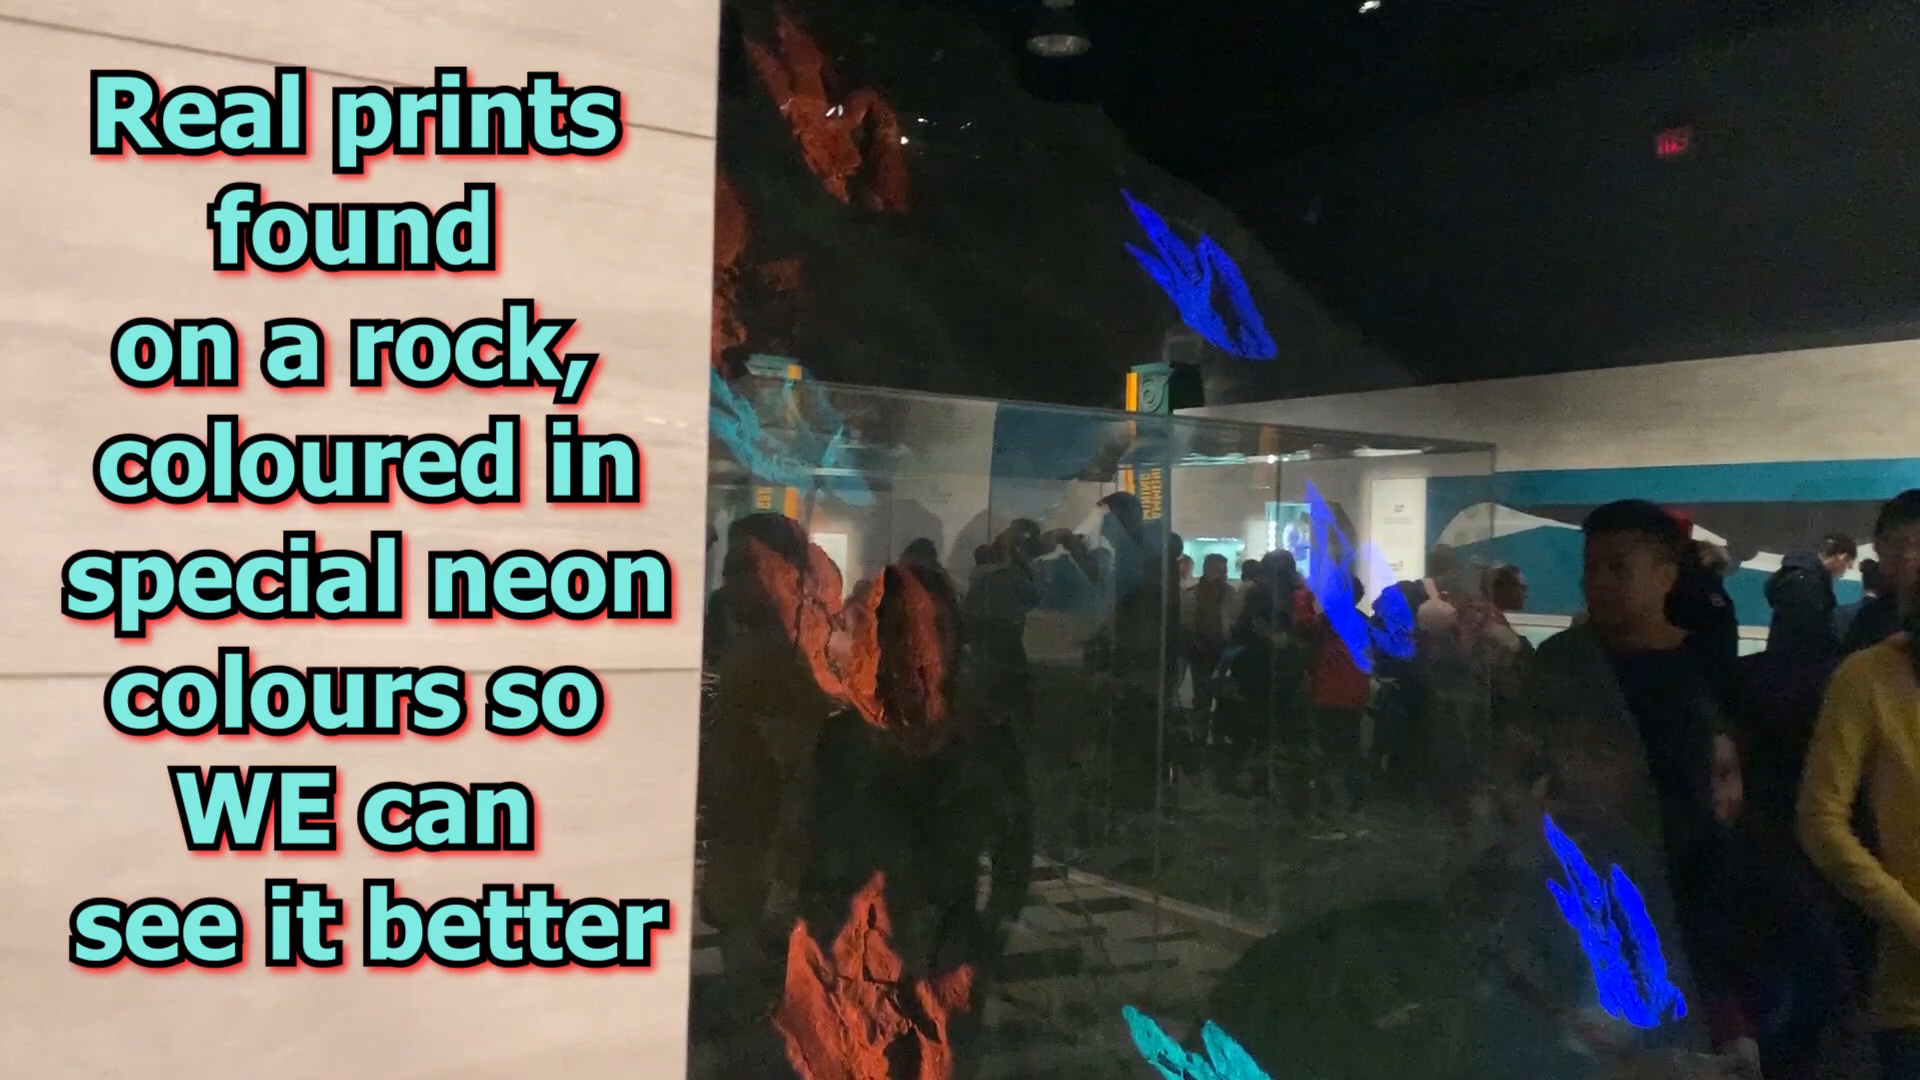 Real prints
found
on a rock,
coloured in
special neon
colours so
WE can
see it better